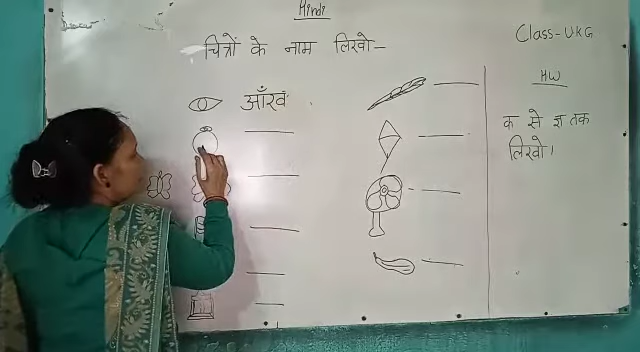 Hindi
Class-UKG
चित्रों के नाम लिखो-
आँख
HW
क से ज्ञ तक
लिखो।